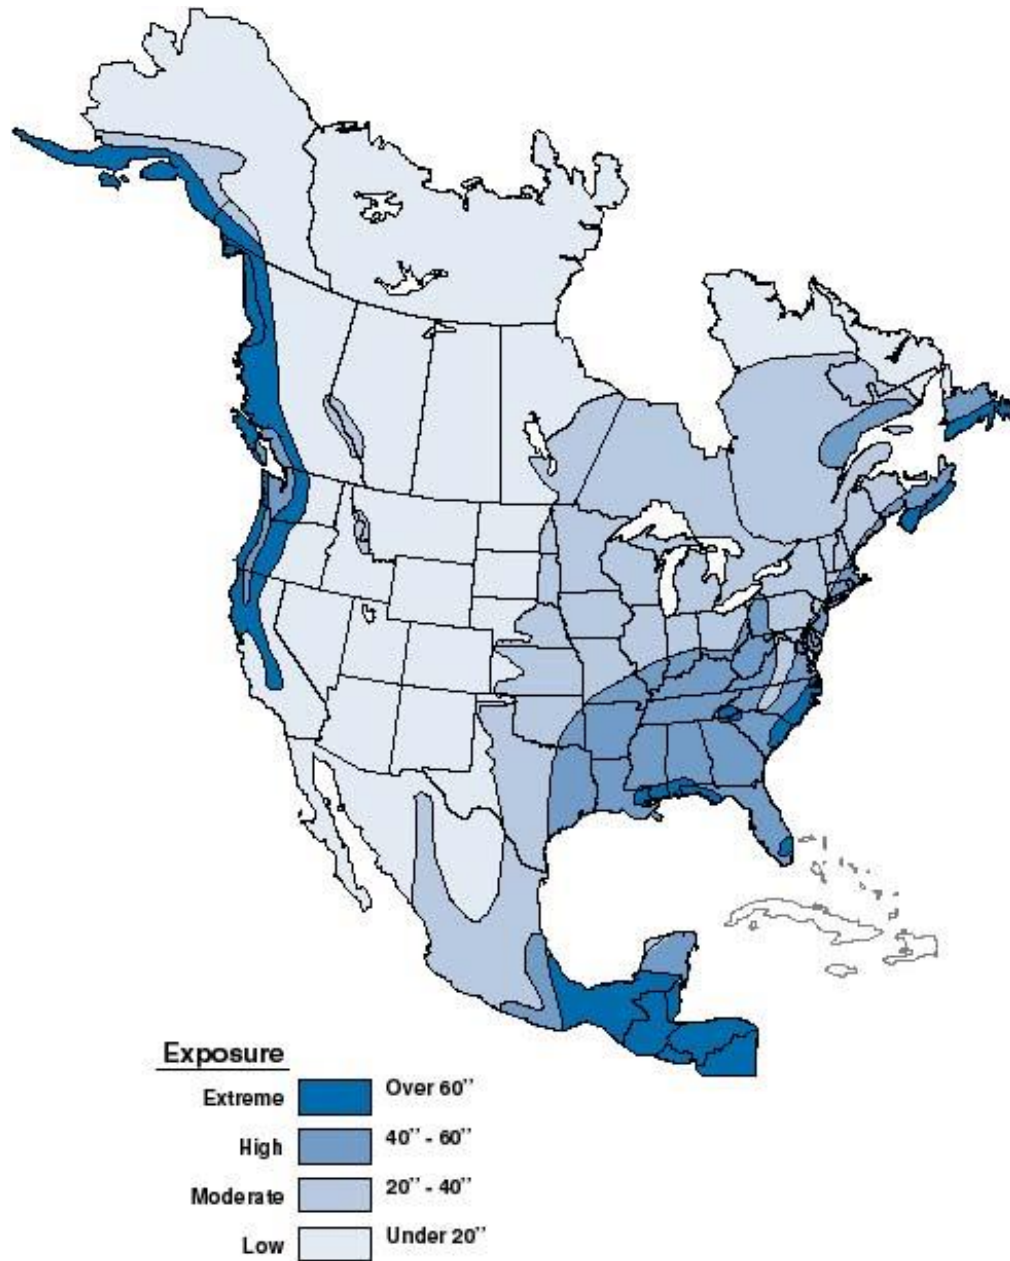 Exposure
Extreme Over 60’’
High 40’’ - 60’’
Moderate 20’’ - 40’’
Low Under 20’’